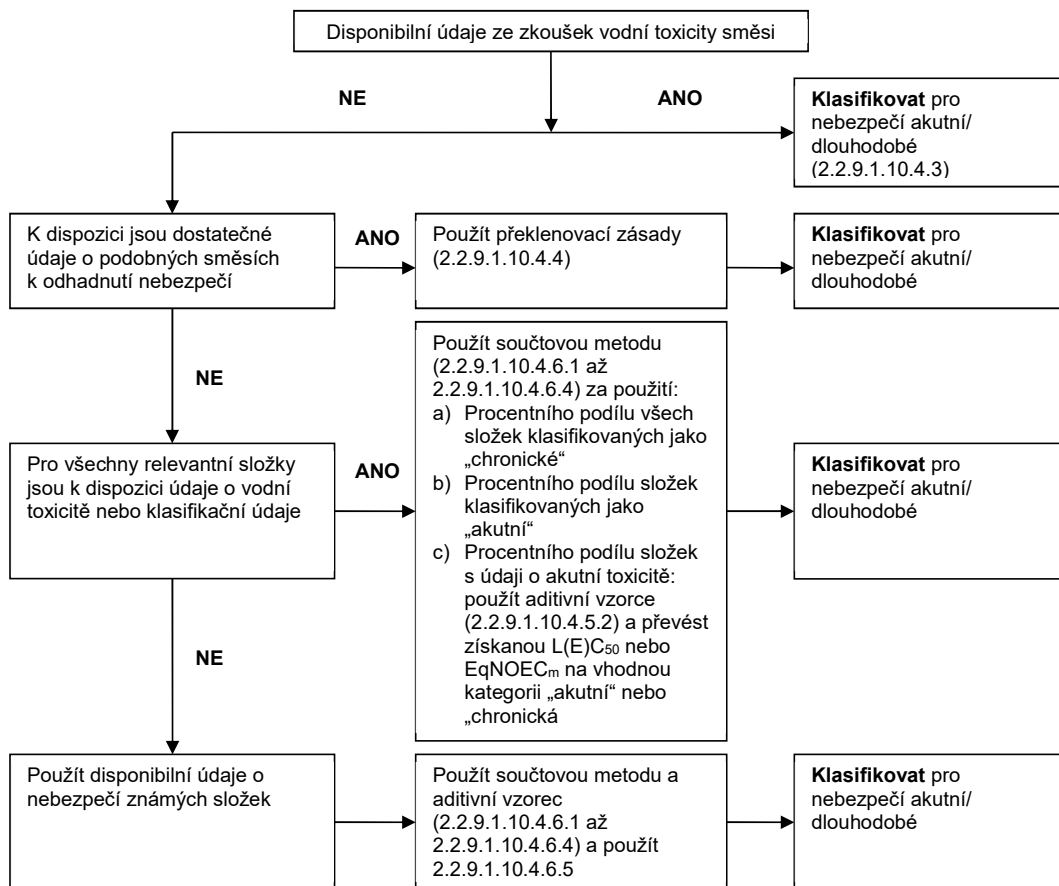 Disponibilní údaje ze zkoušek vodní toxicity směsi
NE
ANO
Klasifikovat pro
nebezpečí akutní/
dlouhodobé
(2.2.9.1.10.4.3)
K dispozici jsou dostatečné
údaje o podobných směsích
k odhadnutí nebezpečí
ANO
Použít překlenovací zásady
(2.2.9.1.10.4.4)
Klasifikovat pro
nebezpečí akutní/
dlouhodobé
NE
Použít součtovou metodu
(2.2.9.1.10.4.6.1 až
2.2.9.1.10.4.6.4) za použití:
a) Procentního podílu všech
složek klasifikovaných jako
„chronické“
b) Procentního podílu složek
klasifikovaných jako
„akutní“
c) Procentního podílu složek
s údaji o akutní toxicitě:
použít aditivní vzorce
(2.2.9.1.10.4.5.2) a převést
získanou L(E)C₅₀ nebo
EqNOECₘ na vhodnou
kategorii „akutní“ nebo
„chronická
Pro všechny relevantní složky
jsou k dispozici údaje o vodní
toxicitě nebo klasifikační údaje
ANO
Klasifikovat pro
nebezpečí akutní/
dlouhodobé
NE
Použít disponibilní údaje o
nebezpečí známých složek
Použít součtovou metodu a
aditivní vzorec
(2.2.9.1.10.4.6.1 až
2.2.9.1.10.4.6.4) a použít
2.2.9.1.10.4.6.5
Klasifikovat pro
nebezpečí akutní/
dlouhodobé